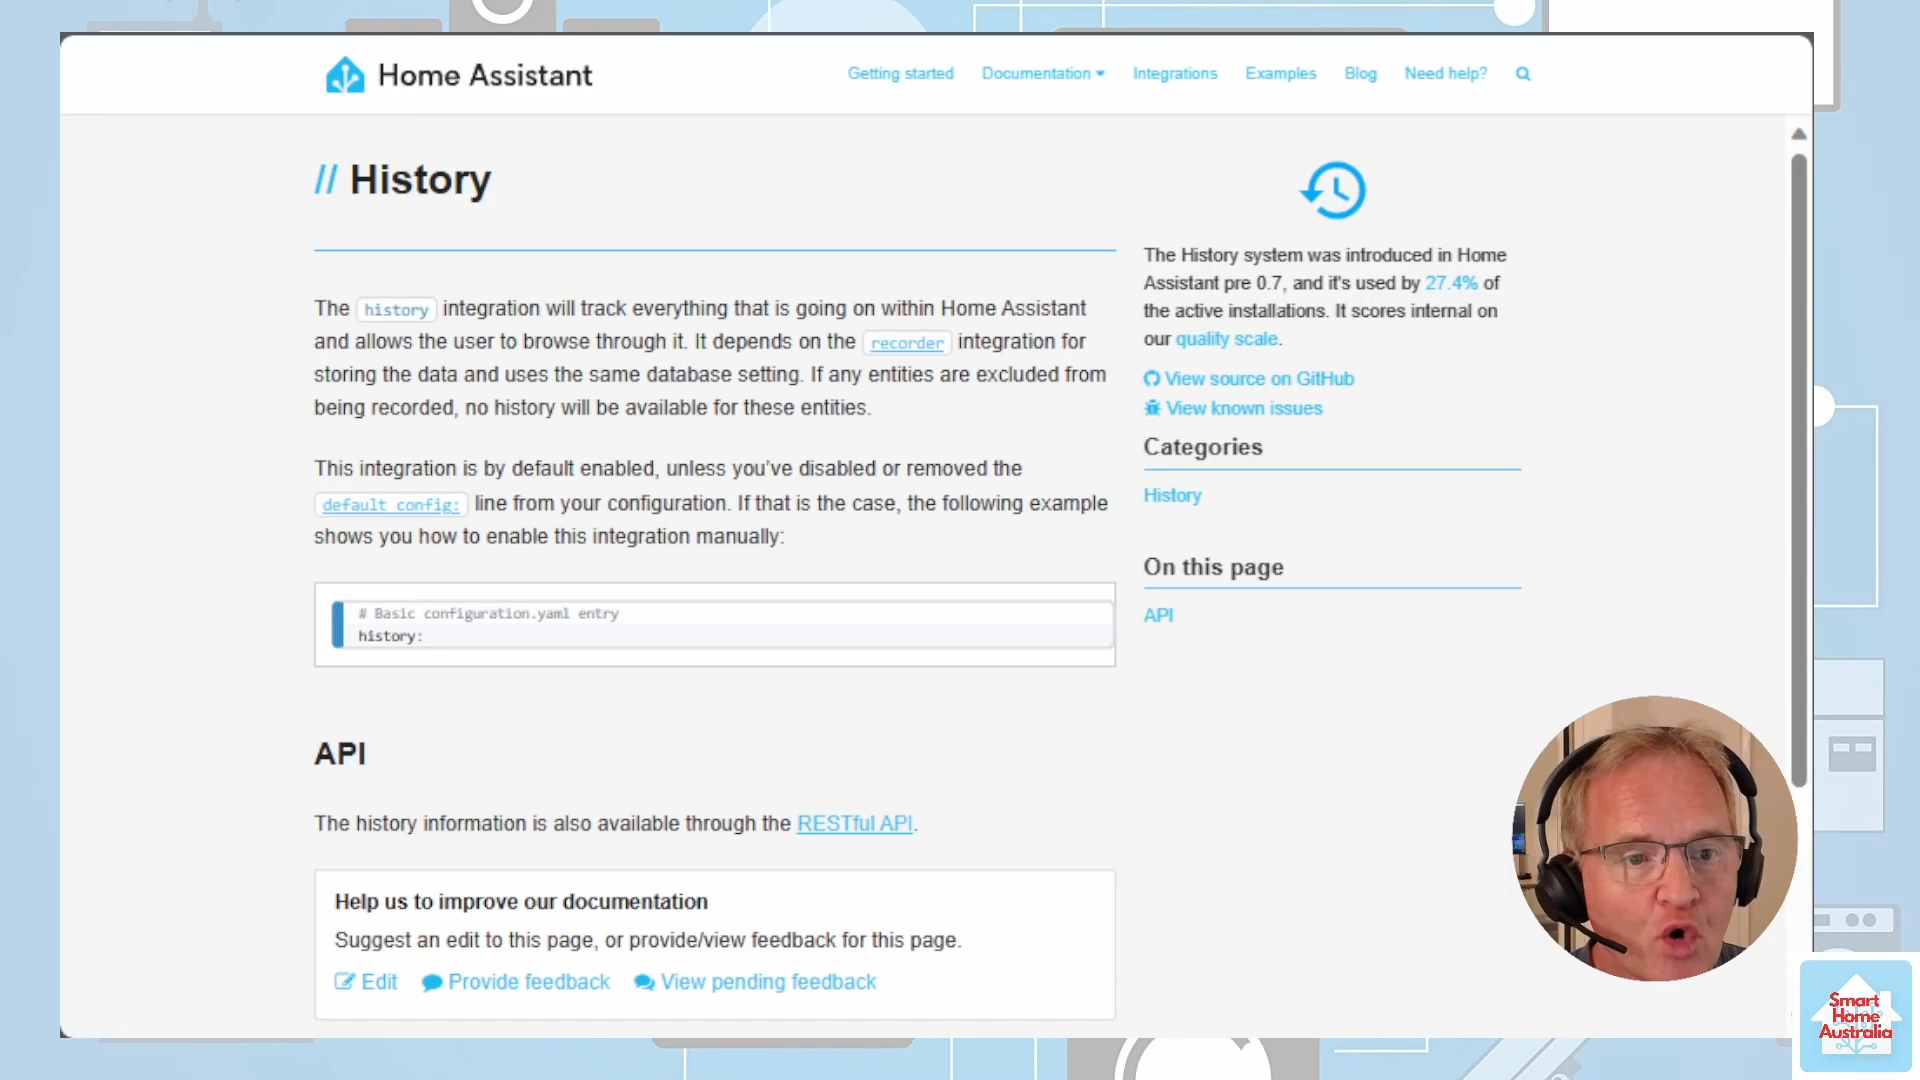 Home Assistant
Getting started
Documentation
Integrations
Examples
Blog
Need help?
// History
The history integration will track everything that is going on within Home Assistant
and allows the user to browse through it. It depends on the recorder integration for
storing the data and uses the same database setting. If any entities are excluded from
being recorded, no history will be available for these entities.
This integration is by default enabled, unless you've disabled or removed the
default_config: line from your configuration. If that is the case, the following example
shows you how to enable this integration manually:
# Basic configuration.yaml entry
history:
API
The history information is also available through the RESTful API.
Help us to improve our documentation
Suggest an edit to this page, or provide/view feedback for this page.
Edit
Provide feedback
View pending feedback
The History system was introduced in Home
Assistant pre 0.7, and it's used by 27.4% of
the active installations. It scores internal on
our quality scale.
View source on GitHub
View known issues
Categories
History
On this page
API
Smart
Home
Australia